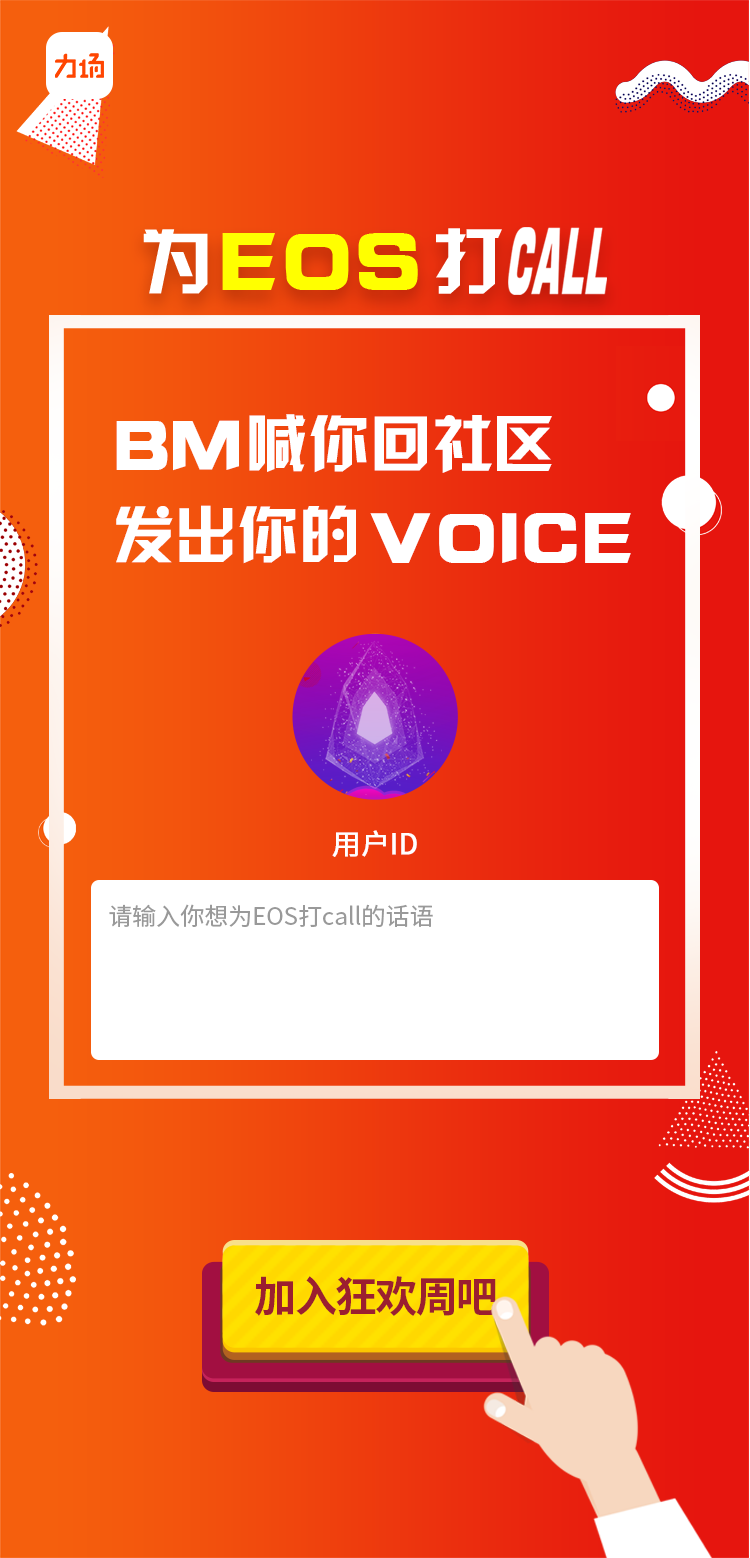 力场
为EOS打CALL
BM喊你回社区
发出你的VOICE
用户ID
请输入你想为EOS打call的话语
加入狂欢周吧